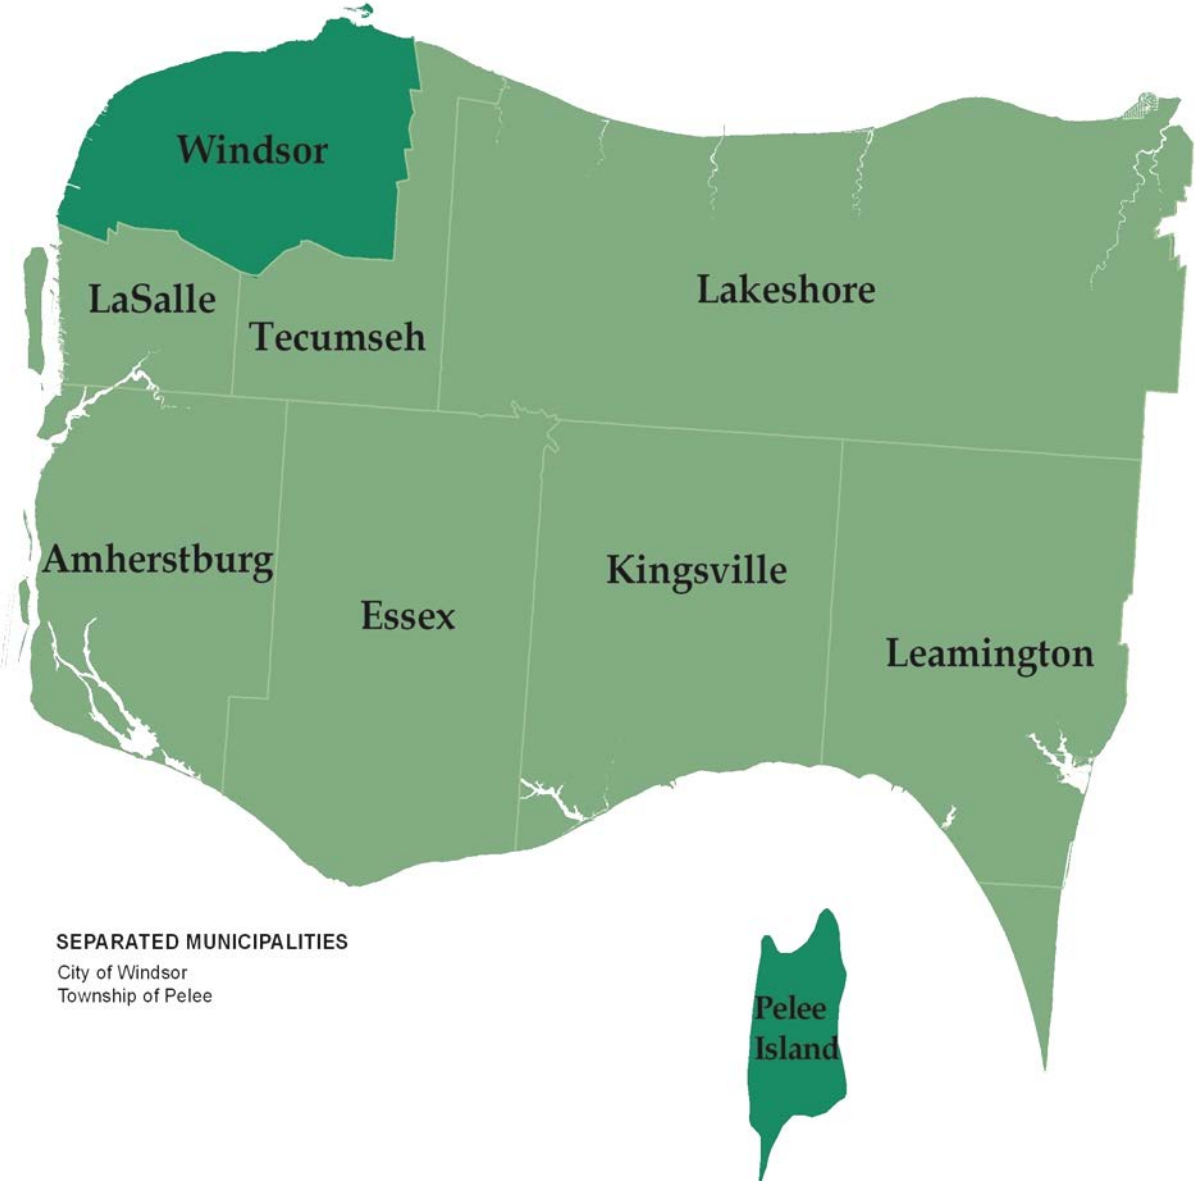 Windsor
LaSalle
Tecumseh
Lakeshore
Amherstburg
Essex
Kingsville
Leamington
SEPARATED MUNICIPALITIES
City of Windsor
Township of Pelee
Pelee
Island